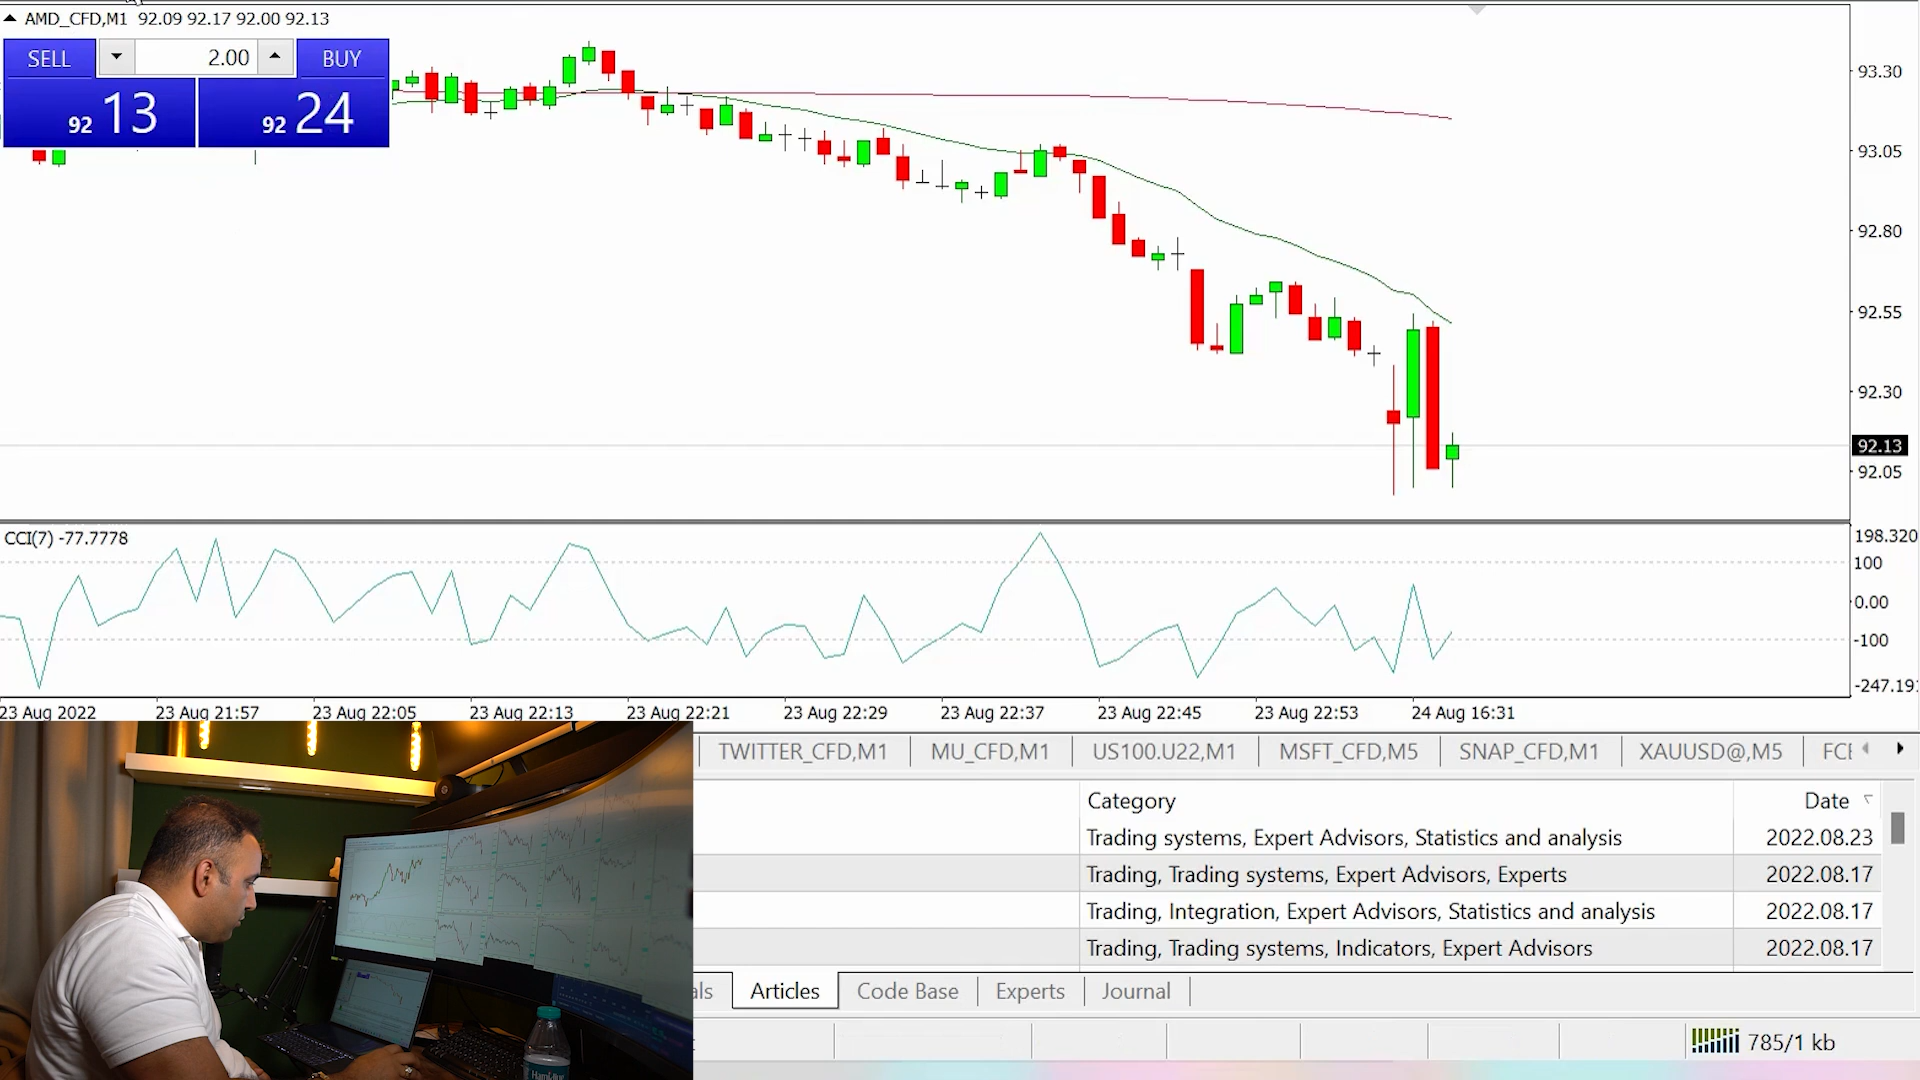 AMD_CFD,M1 92.09 92.17 92.00 92.13
SELL 2.00 BUY
92 13 92 24
93.30
93.05
92.80
92.55
92.30
92.13
92.05
CCI(7) -77.7778
198.320
100
0.00
-100
-247.191
23 Aug 2022 23 Aug 21:57 23 Aug 22:05 23 Aug 22:13 23 Aug 22:21 23 Aug 22:29 23 Aug 22:37 23 Aug 22:45 23 Aug 22:53 24 Aug 16:31
TWITTER_CFD,M1 MU_CFD,M1 US100.U22,M1 MSFT_CFD,M5 SNAP_CFD,M1 XAUUSD@,M5
Category Date
Trading systems, Expert Advisors, Statistics and analysis 2022.08.23
Trading, Trading systems, Expert Advisors, Experts 2022.08.17
Trading, Integration, Expert Advisors, Statistics and analysis 2022.08.17
Trading, Trading systems, Indicators, Expert Advisors 2022.08.17
Articles Code Base Experts Journal
785/1 kb